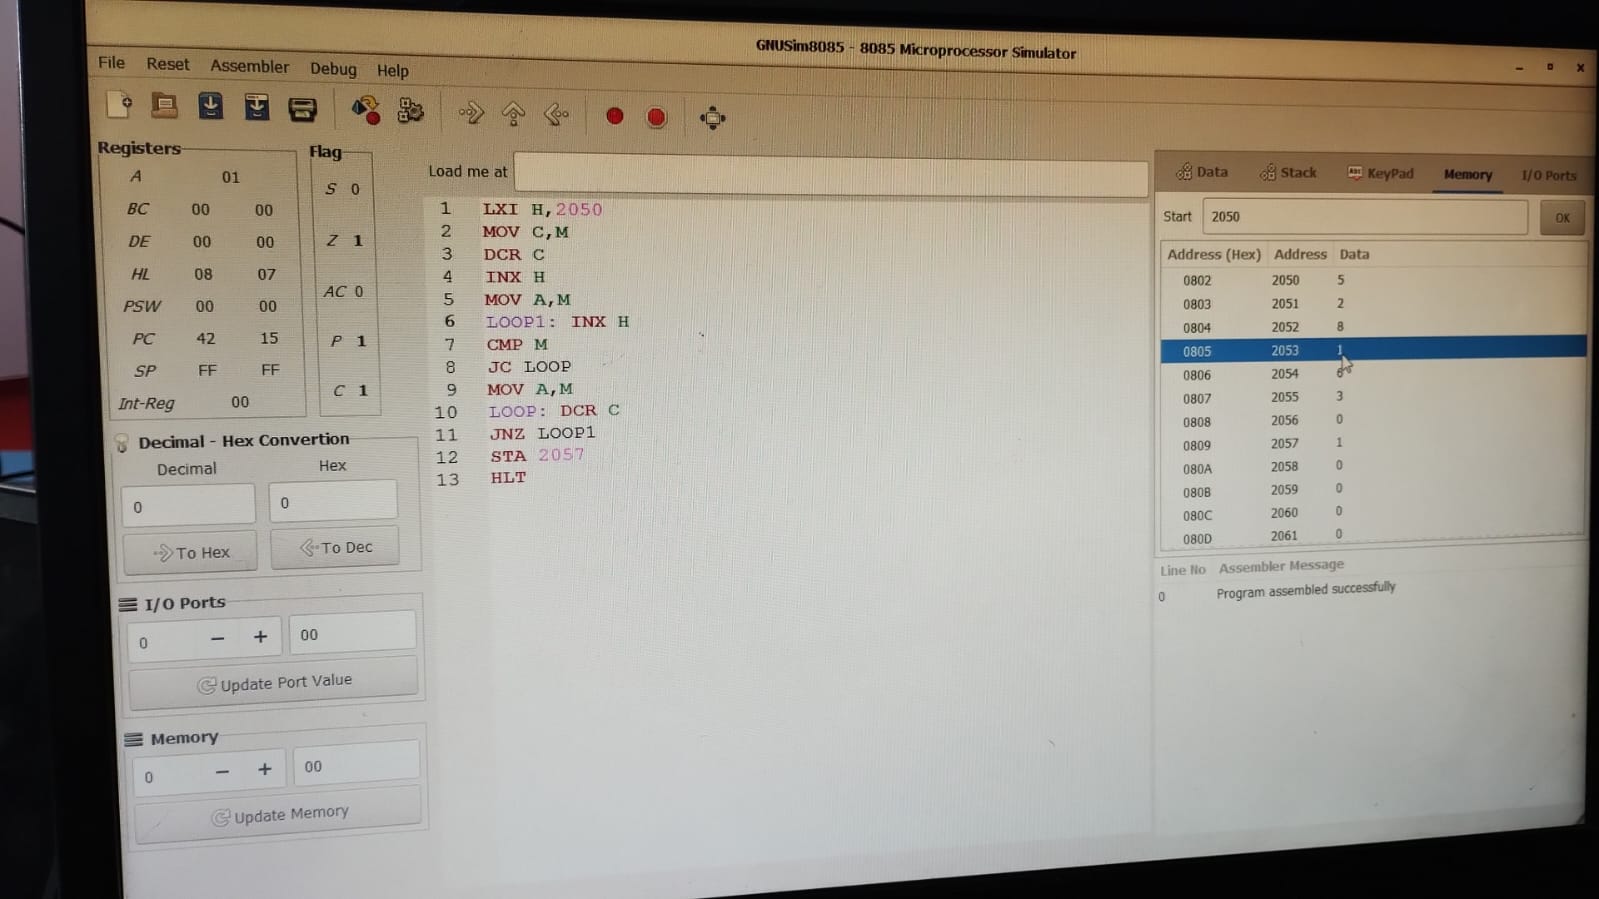 GNUSim8085 - 8085 Microprocessor Simulator
File Reset Assembler Debug Help
Registers
A 01
BC 00 00
DE 00 00
HL 08 07
PSW 00 00
PC 42 15
SP FF FF
Int-Reg 00
Flag
S 0
Z 1
AC 0
P 1
C 1
Decimal - Hex Convertion
Decimal Hex
0 0
To Hex To Dec
I/O Ports
0 − + 00
Update Port Value
Memory
0 − + 00
Update Memory
Load me at
1 LXI H,2050
2 MOV C,M
3 DCR C
4 INX H
5 MOV A,M
6 LOOP1: INX H
7 CMP M
8 JC LOOP
9 MOV A,M
10 LOOP: DCR C
11 JNZ LOOP1
12 STA 2057
13 HLT
Data Stack KeyPad Memory I/O Ports
Start 2050 OK
Address (Hex) Address Data
0802 2050 5
0803 2051 2
0804 2052 8
0805 2053 1
0806 2054
0807 2055 3
0808 2056 0
0809 2057 1
080A 2058 0
080B 2059 0
080C 2060 0
080D 2061 0
Line No Assembler Message
0 Program assembled successfully